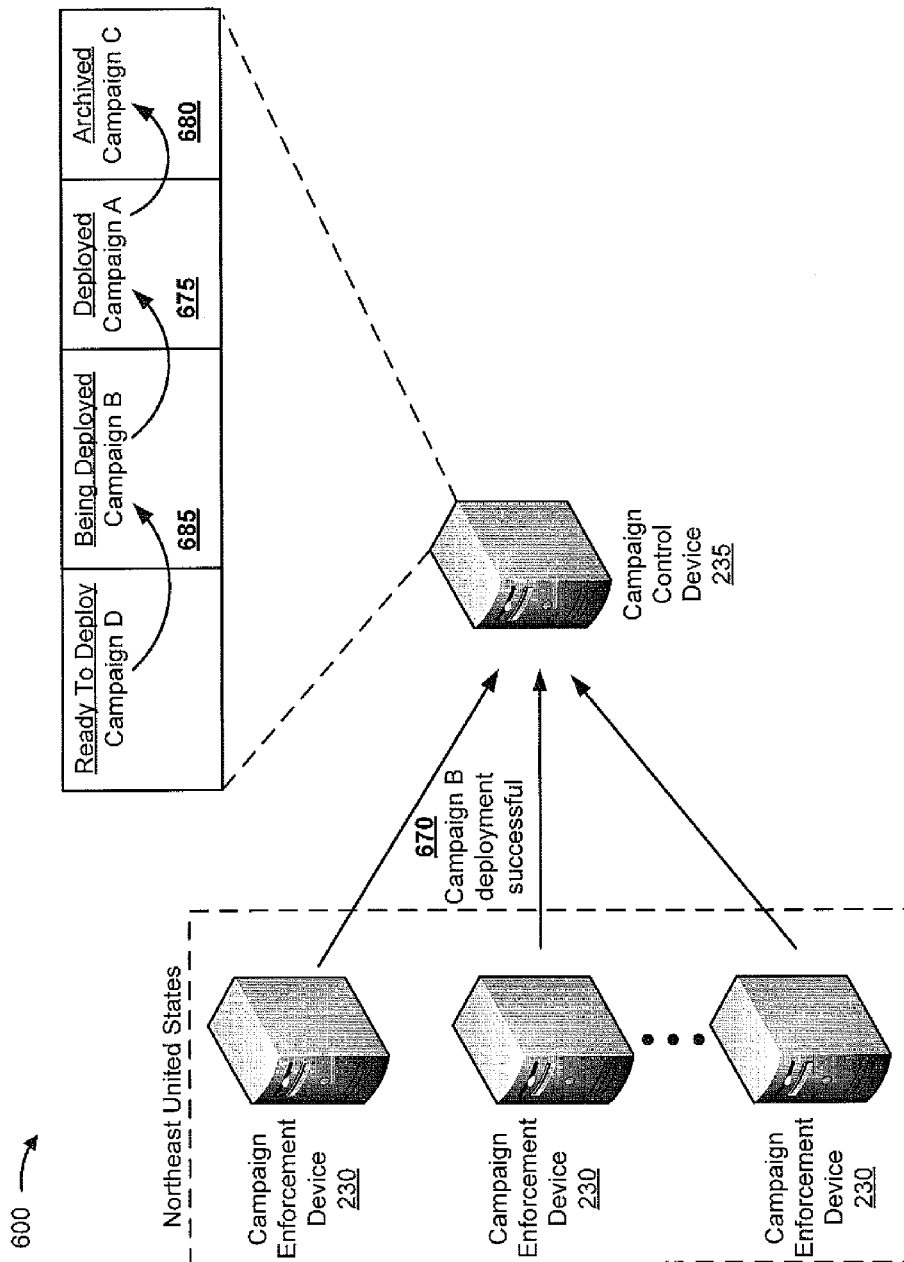 600
Northeast United States
Campaign
Enforcement
Device
230
Campaign
Enforcement
Device
230
Campaign
Enforcement
Device
230
670
Campaign B
deployment
successful
Campaign
Control
Device
235
Ready To Deploy
Campaign D
Being Deployed
Campaign B
685
Deployed
Campaign A
675
Archived
Campaign C
680